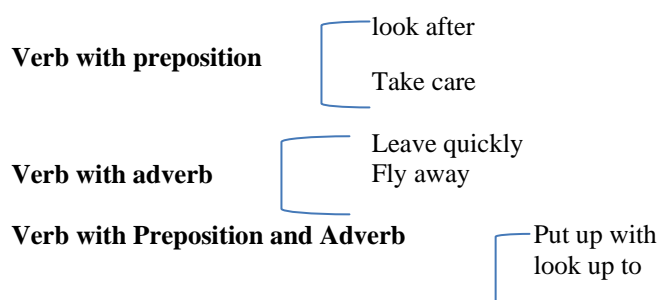 look after
Verb with preposition
Take care
Leave quickly
Verb with adverb Fly away
Verb with Preposition and Adverb Put up with
look up to